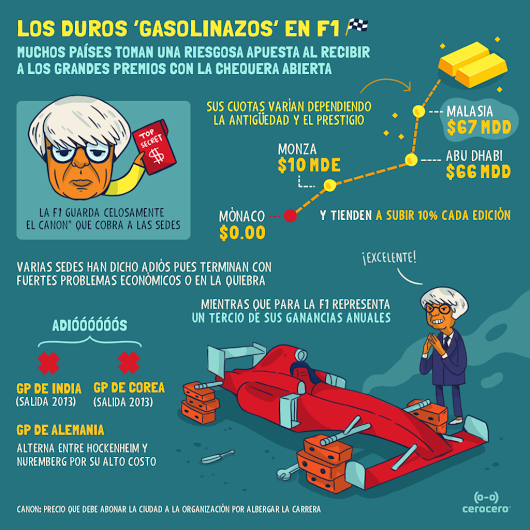 LOS DUROS 'GASOLINAZOS' EN F1
MUCHOS PAÍSES TOMAN UNA RIESGOSA APUESTA AL RECIBIR
A LOS GRANDES PREMIOS CON LA CHEQUERA ABIERTA
TOP
SECRET
$
LA F1 GUARDA CELOSAMENTE
EL CANON* QUE COBRA A LAS SEDES
SUS CUOTAS VARÌAN DEPENDIENDO
LA ANTIGÜEDAD Y EL PRESTIGIO
MALASIA
$67 MDD
ABU DHABI
$66 MDD
MONZA
$10 MDE
MÒNACO
$0.00
Y TIENDEN A SUBIR 10% CADA EDICIÒN
VARIAS SEDES HAN DICHO ADIÒS PUES TERMINAN CON
FUERTES PROBLEMAS ECONÒMICOS O EN LA QUIEBRA
¡EXCELENTE!
MIENTRAS QUE PARA LA F1 REPRESENTA
UN TERCIO DE SUS GANANCIAS ANUALES
ADIÓÓÓÓÓÓS
GP DE INDIA
(SALIDA 2013)
GP DE COREA
(SALIDA 2013)
GP DE ALEMANIA
ALTERNA ENTRE HOCKENHEIM Y
NUREMBERG POR SU ALTO COSTO
CANON: PRECIO QUE DEBE ABONAR LA CIUDAD A LA ORGANIZACIÒN POR ALBERGAR LA CARRERA
(o-o)
cerocero